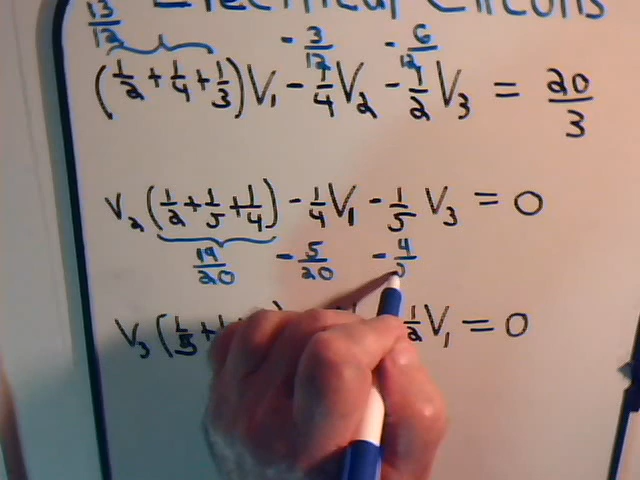 Electrical Circuits
13/12 - 3/12 - 6/12
(1/2 + 1/4 + 1/3)V₁ - 1/4 V₂ - 1/2 V₃ = 20/3
V₂(1/2 + 1/5 + 1/4) - 1/4 V₁ - 1/5 V₃ = 0
19/20 - 5/20 - 4/
V₃(1/5 + 1/2 V₁ = 0